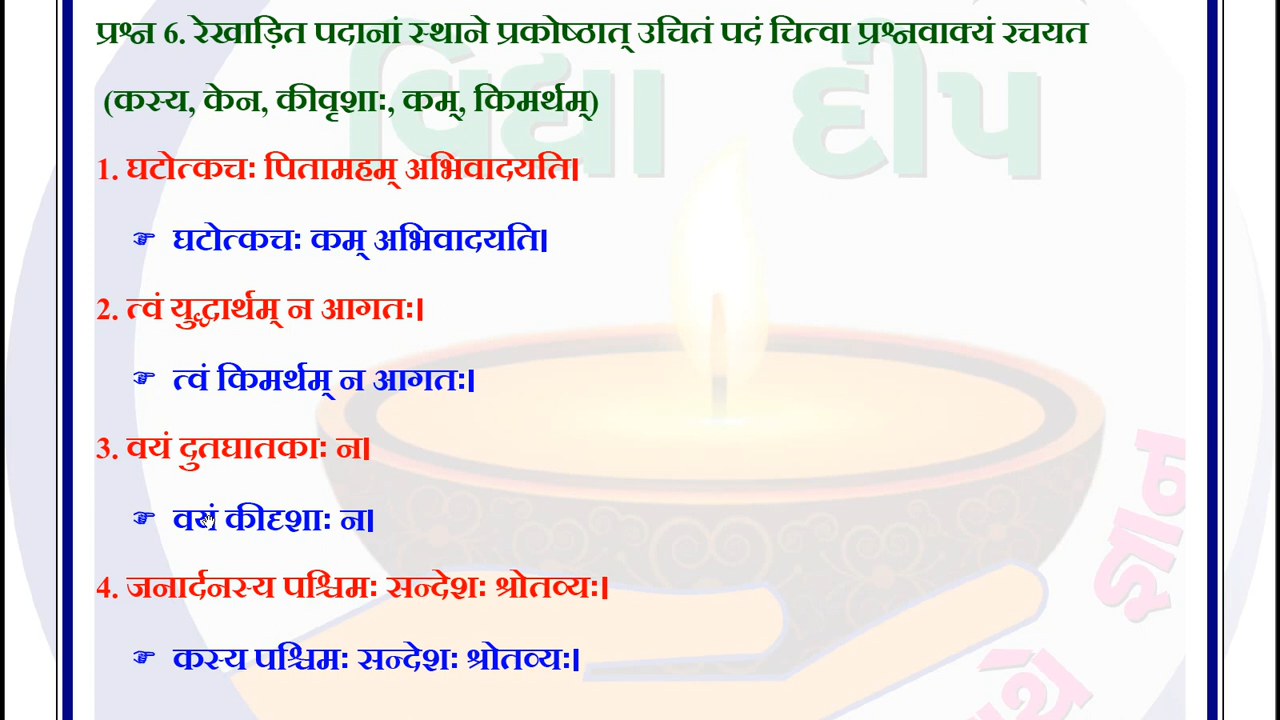 प्रश्न 6. रेखाड़ित पदानां स्थाने प्रकोष्ठात् उचितं पदं चित्वा प्रश्नवाक्यं रचयत
(कस्य, केन, कीवृशाः, कम्, किमर्थम्)
1. घटोत्कचः पितामहम् अभिवादयति।
☞ घटोत्कचः कम् अभिवादयति।
2. त्वं युद्धार्थम् न आगतः।
☞ त्वं किमर्थम् न आगतः।
3. वयं दुतघातकाः न।
☞ वयं कीदृशाः न।
4. जनार्दनस्य पश्चिमः सन्देशः श्रोतव्यः।
☞ कस्य पश्चिमः सन्देशः श्रोतव्यः।
વિદ્યા દીપ